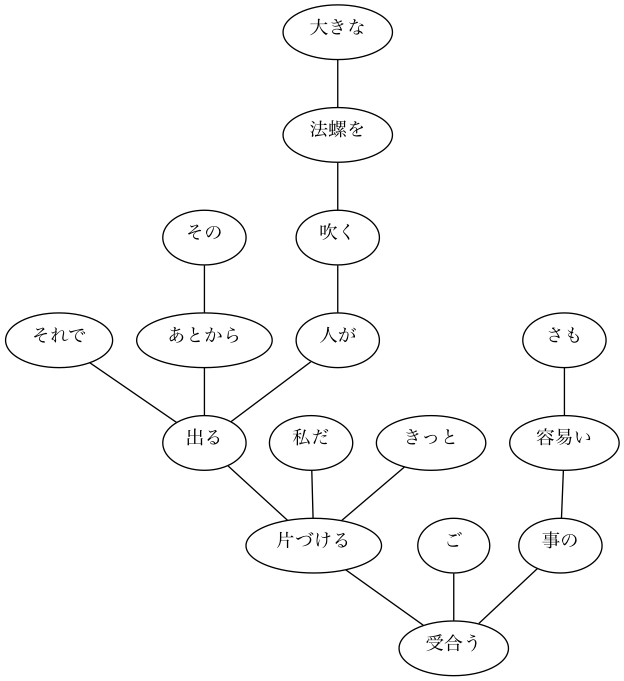 大きな
法螺を
その
吹く
それで
あとから
人が
さも
出る
私だ
きっと
容易い
片づける
ご
事の
受合う